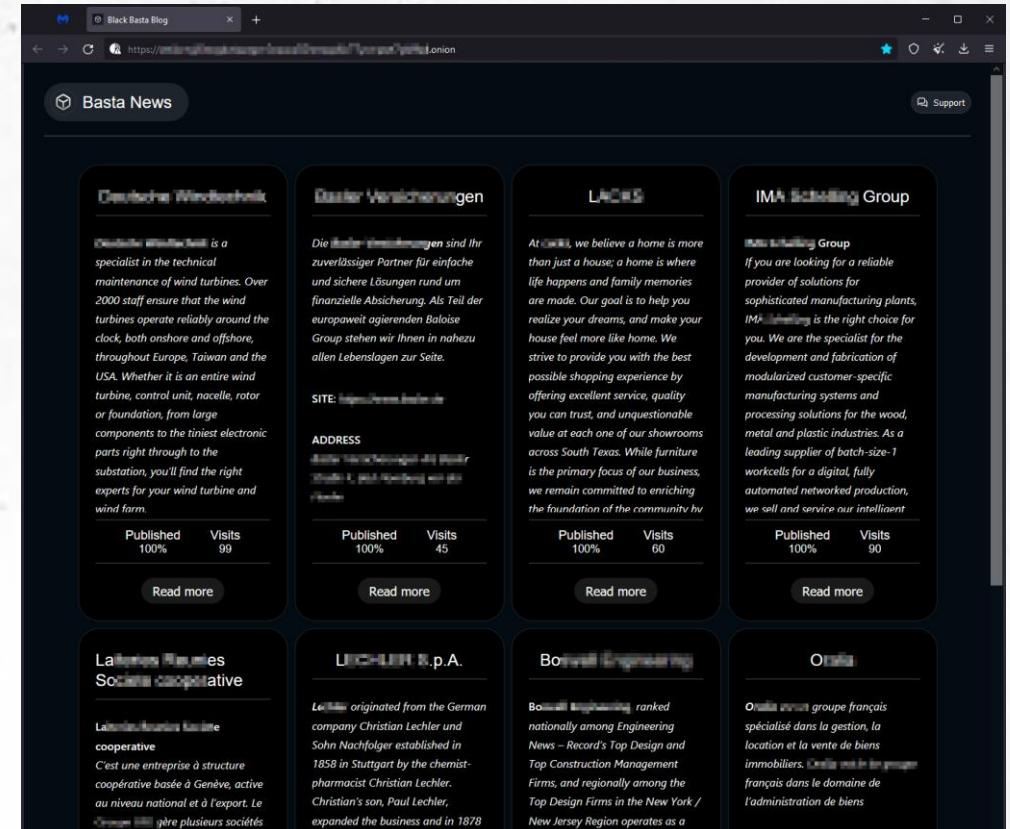 Black Basta Blog
https://
.onion
Basta News
Support
is a
specialist in the technical
maintenance of wind turbines. Over
2000 staff ensure that the wind
turbines operate reliably around the
clock, both onshore and offshore,
throughout Europe, Taiwan and the
USA. Whether it is an entire wind
turbine, control unit, nacelle, rotor
or foundation, from large
components to the tiniest electronic
parts right through to the
substation, you'll find the right
experts for your wind turbine and
wind farm.
Published Visits
100% 99
Read more
Die sind Ihr
zuverlässiger Partner für einfache
und sichere Lösungen rund um
finanzielle Absicherung. Als Teil der
europaweit agierenden Baloise
Group stehen wir Ihnen in nahezu
allen Lebenslagen zur Seite.
SITE:
ADDRESS
Published Visits
100% 45
Read more
At , we believe a home is more
than just a house; a home is where
life happens and family memories
are made. Our goal is to help you
realize your dreams, and make your
house feel more like home. We
strive to provide you with the best
possible shopping experience by
offering excellent service, quality
you can trust, and unquestionable
value at each one of our showrooms
across South Texas. While furniture
is the primary focus of our business,
we remain committed to enriching
the foundation of the community by
Published Visits
100% 60
Read more
IMA Group
Group
If you are looking for a reliable
provider of solutions for
sophisticated manufacturing plants,
is the right choice for
you. We are the specialist for the
development and fabrication of
modularized customer-specific
manufacturing systems and
processing solutions for the wood,
metal and plastic industries. As a
leading supplier of batch-size-1
workcells for a digital, fully
automated networked production,
we sell and service our intelligent
Published Visits
100% 90
Read more
cooperative
C'est une entreprise à structure
coopérative basée à Genève, active
au niveau national et à l'export. Le
gère plusieurs sociétés
S.p.A.
originated from the German
company Christian Lechler und
Sohn Nachfolger established in
1858 in Stuttgart by the chemist-
pharmacist Christian Lechler.
Christian's son, Paul Lechler,
expanded the business and in 1878
ranked
nationally among Engineering
News – Record's Top Design and
Top Construction Management
Firms, and regionally among the
Top Design Firms in the New York /
New Jersey Region operates as a
groupe français
spécialisé dans la gestion, la
location et la vente de biens
immobiliers.
français dans le domaine de
l'administration de biens